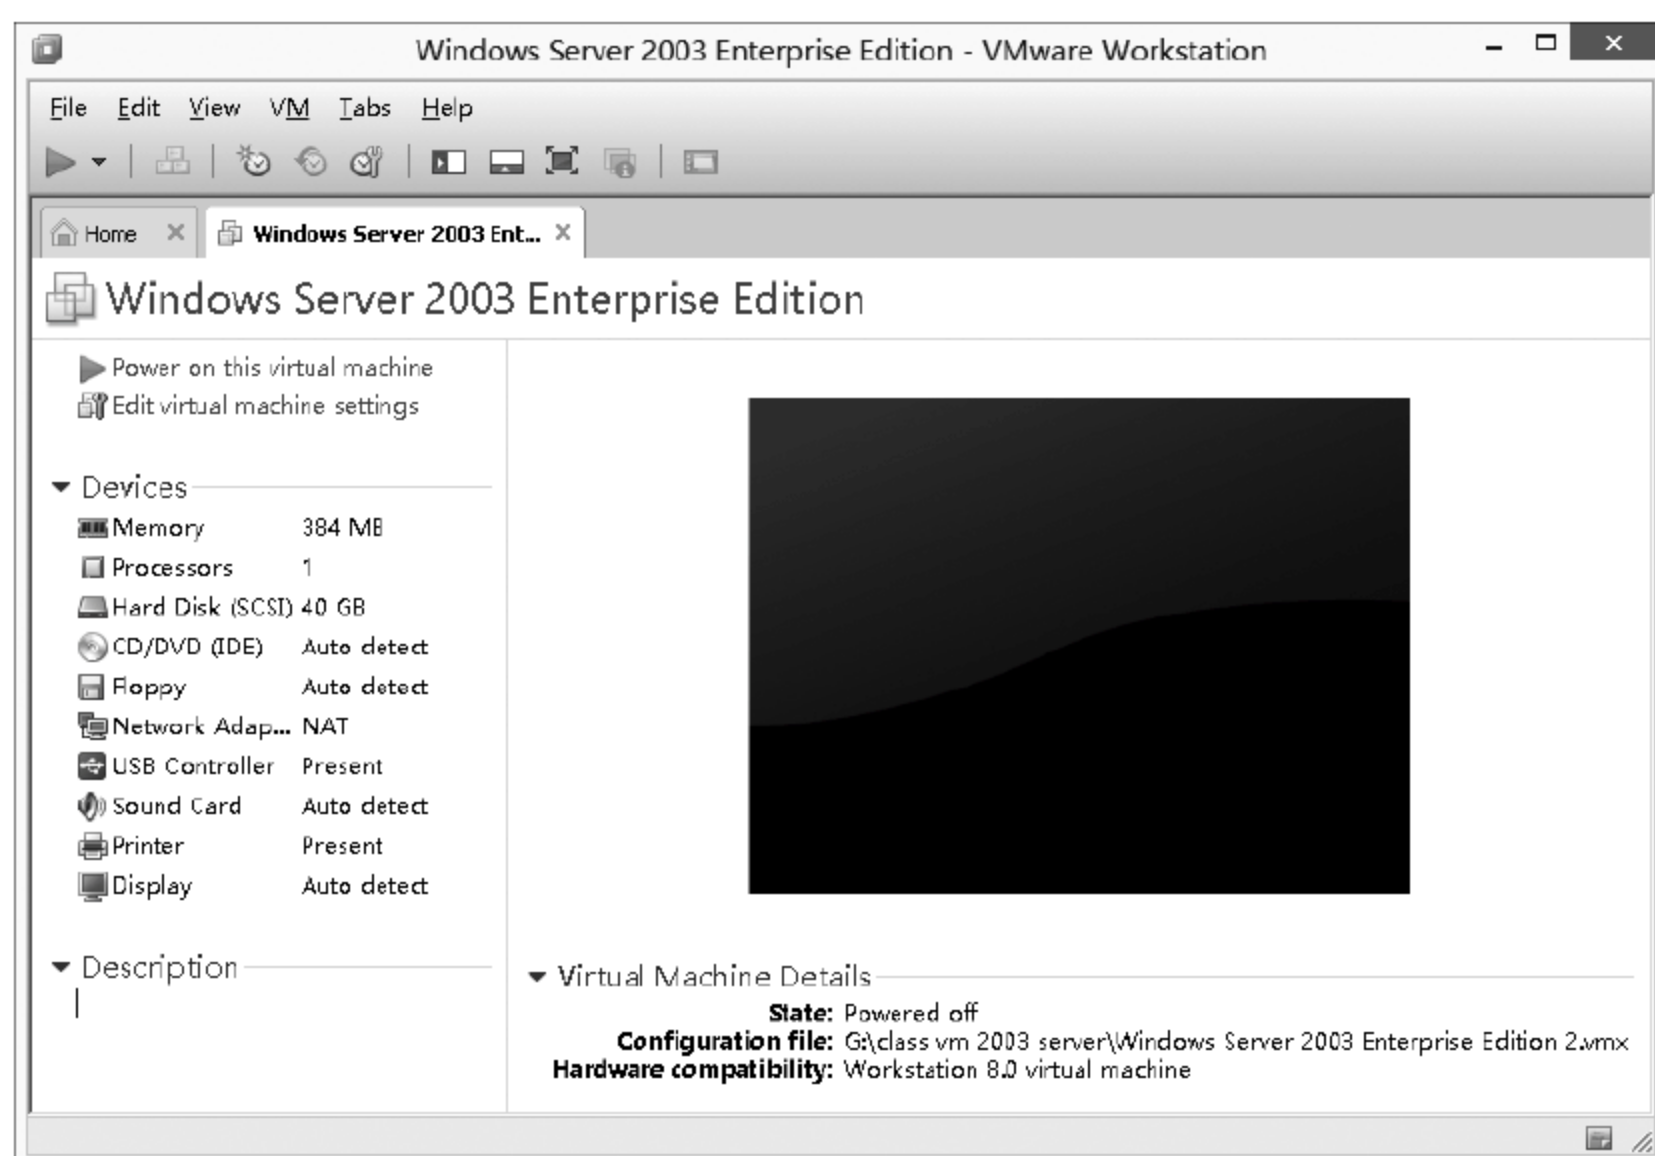 Windows Server 2003 Enterprise Edition - VMware Workstation
File Edit View VM Tabs Help
Home Windows Server 2003 Ent...
Windows Server 2003 Enterprise Edition
Power on this virtual machine
Edit virtual machine settings
Devices
Memory 384 MB
Processors 1
Hard Disk (SCSI) 40 GB
CD/DVD (IDE) Auto detect
Floppy Auto detect
Network Adap... NAT
USB Controller Present
Sound Card Auto detect
Printer Present
Display Auto detect
Description
Virtual Machine Details
State: Powered off
Configuration file: G:\class vm 2003 server\Windows Server 2003 Enterprise Edition 2.vmx
Hardware compatibility: Workstation 8.0 virtual machine